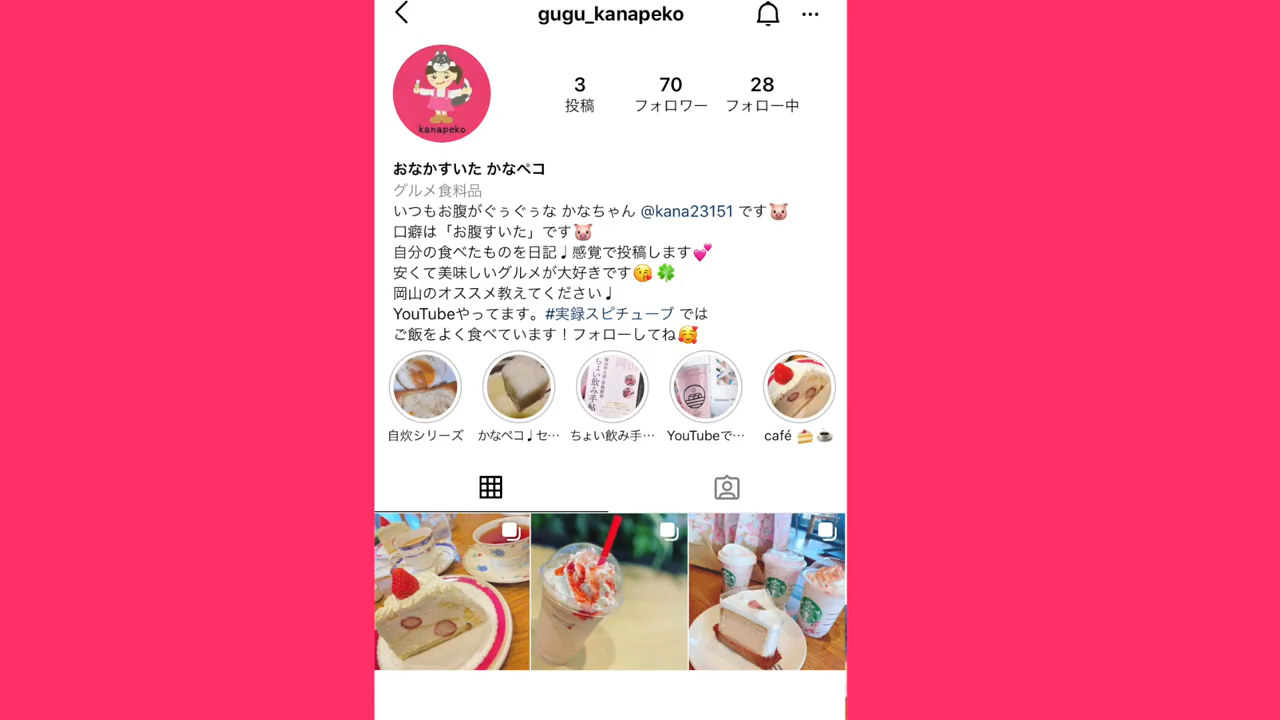 gugu_kanapeko
kanapeko
3
70
28
投稿
フォロワー
フォロー中
おなかすいた かなペコ
グルメ食料品
いつもお腹がぐぅぐぅな かなちゃん @kana23151 です🐷
口癖は「お腹すいた」です🐷
自分の食べたものを日記♩感覚で投稿します💕
安くて美味しいグルメが大好きです😘🍀
岡山のオススメ教えてください♩
YouTubeやってます。#実録スピチューブ では
ご飯をよく食べています！フォローしてね🥰
ちょい飲み手帖
自炊シリーズ
かなペコ♩セ…
ちょい飲み手…
YouTubeで…
café 🍰☕